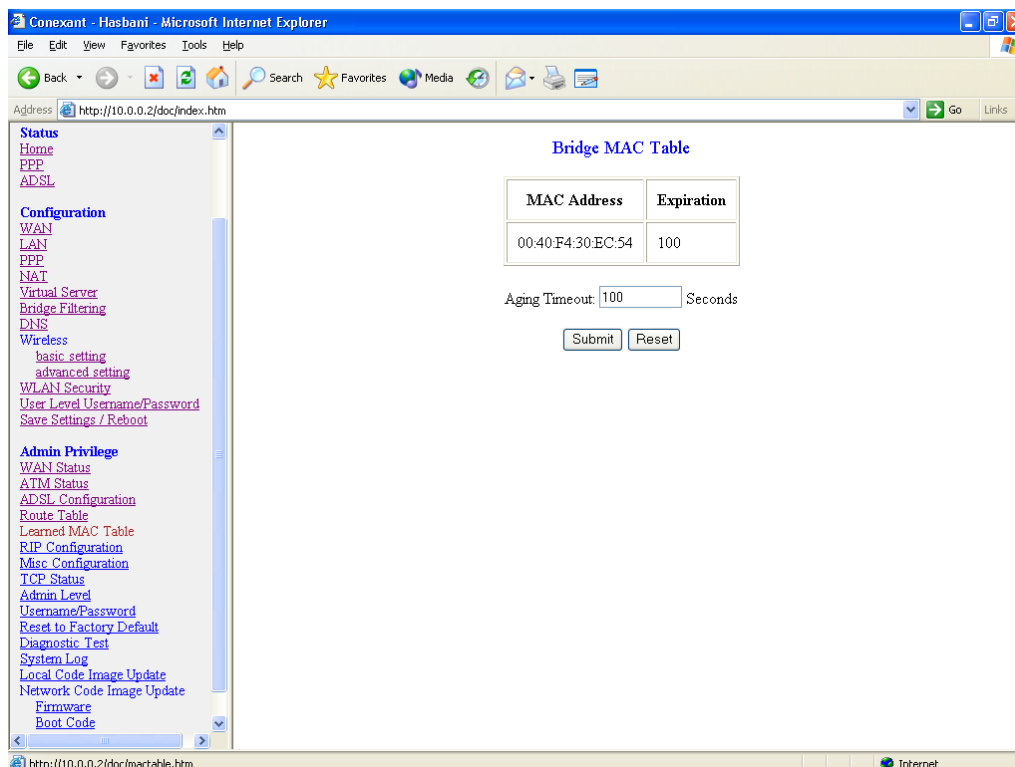 Conexant - Hasbani - Microsoft Internet Explorer
File Edit View Favorites Tools Help
Back Search Favorites Media
Address http://10.0.0.2/doc/index.htm Go Links
Status
Home
PPP
ADSL
Configuration
WAN
LAN
PPP
NAT
Virtual Server
Bridge Filtering
DNS
Wireless
basic setting
advanced setting
WLAN Security
User Level Username/Password
Save Settings / Reboot
Admin Privilege
WAN Status
ATM Status
ADSL Configuration
Route Table
Learned MAC Table
RIP Configuration
Misc Configuration
TCP Status
Admin Level
Username/Password
Reset to Factory Default
Diagnostic Test
System Log
Local Code Image Update
Network Code Image Update
Firmware
Boot Code
Bridge MAC Table
MAC Address Expiration
00:40:F4:30:EC:54 100
Aging Timeout: 100 Seconds
Submit Reset
http://10.0.0.2/doc/mactable.htm Internet